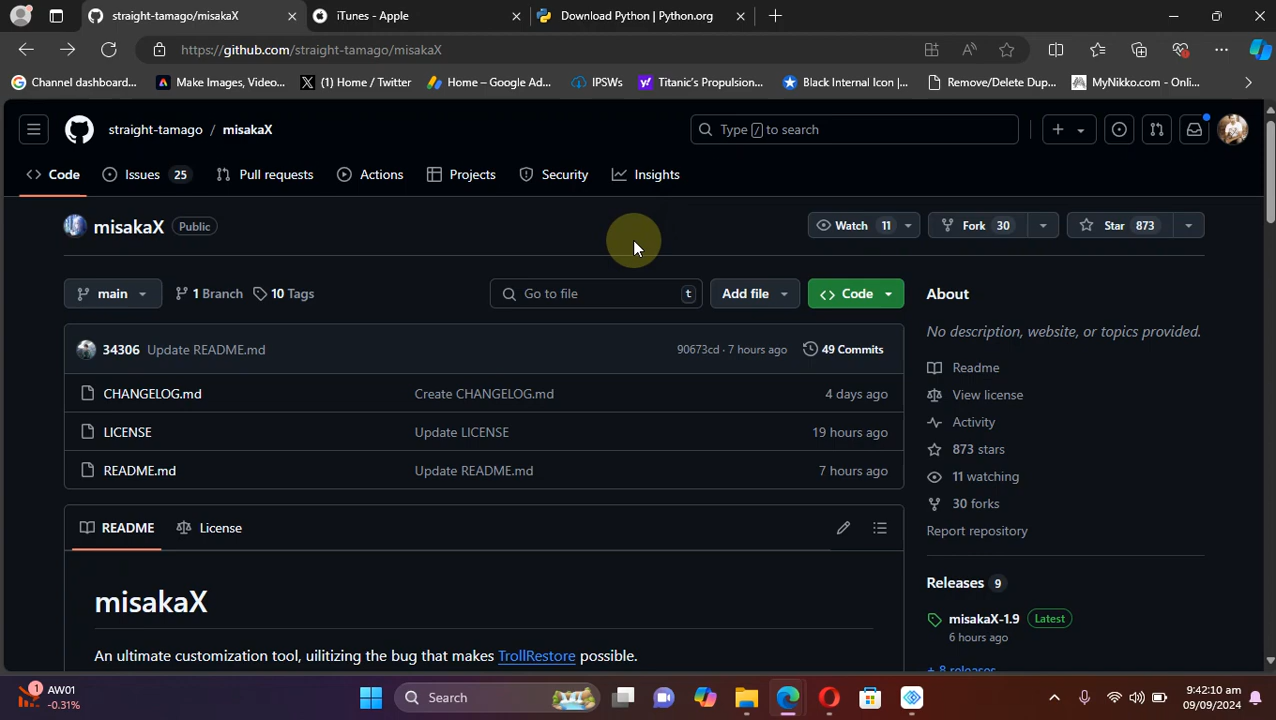 straight-tamago/misakaX
iTunes - Apple
Download Python | Python.org
https://github.com/straight-tamago/misakaX
Channel dashboard...
Make Images, Video...
(1) Home / Twitter
Home – Google Ad...
IPSWs
Titanic's Propulsion...
Black Internal Icon |...
Remove/Delete Dup...
MyNikko.com - Onli...
straight-tamago / misakaX
Type / to search
Code
Issues 25
Pull requests
Actions
Projects
Security
Insights
misakaX Public
Watch 11
Fork 30
Star 873
main
1 Branch
10 Tags
Go to file t
Add file
Code
34306 Update README.md 90673cd · 7 hours ago 49 Commits
CHANGELOG.md Create CHANGELOG.md 4 days ago
LICENSE Update LICENSE 19 hours ago
README.md Update README.md 7 hours ago
README License
misakaX
An ultimate customization tool, uilitizing the bug that makes TrollRestore possible.
About
No description, website, or topics provided.
Readme
View license
Activity
873 stars
11 watching
30 forks
Report repository
Releases 9
misakaX-1.9 Latest
6 hours ago
+ 8 releases
1
AW01
-0.31%
Search
9:42:10 am
09/09/2024